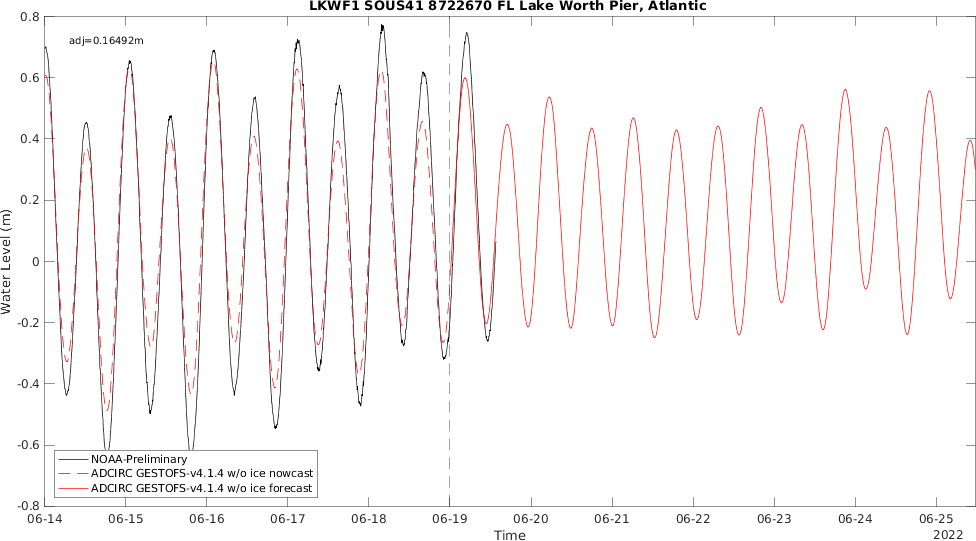 LKWF1 SOUS41 8722670 FL Lake Worth Pier, Atlantic
adj=0.16492m
0.8
0.6
0.4
0.2
0
-0.2
-0.4
-0.6
-0.8
Water Level (m)
NOAA-Preliminary
ADCIRC GESTOFS-v4.1.4 w/o ice nowcast
ADCIRC GESTOFS-v4.1.4 w/o ice forecast
06-14 06-15 06-16 06-17 06-18 06-19 06-20 06-21 06-22 06-23 06-24 06-25
Time
2022